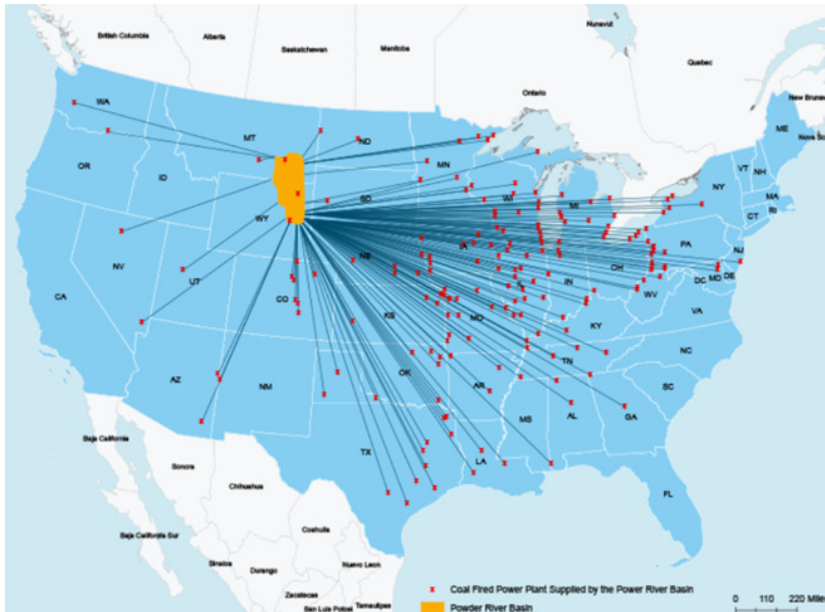 Nunavut
British Columbia
Alberta
Saskatchewan
Manitoba
Ontario
Quebec
New Brunsw
Nova Sc
WA
MT
ND
MN
ME
OR
ID
SD
WI
MI
NY
VT
NH
MA
RI
CT
WY
IA
PA
NJ
NV
UT
NB
IL
IN
OH
MD
DE
DC
WV
VA
CA
CO
KS
MO
KY
NC
TN
AZ
NM
OK
AR
SC
MS
AL
GA
TX
LA
FL
Baja California
Sonora
Chihuahua
Baja California Sur
Coahuila
Sinaloa
Durango
Nuevo Leon
Zacatecas
Tamaulipas
San Luis Potosi
Coal Fired Power Plant Supplied by the Power River Basin
Powder River Basin
0 110 220 Miles